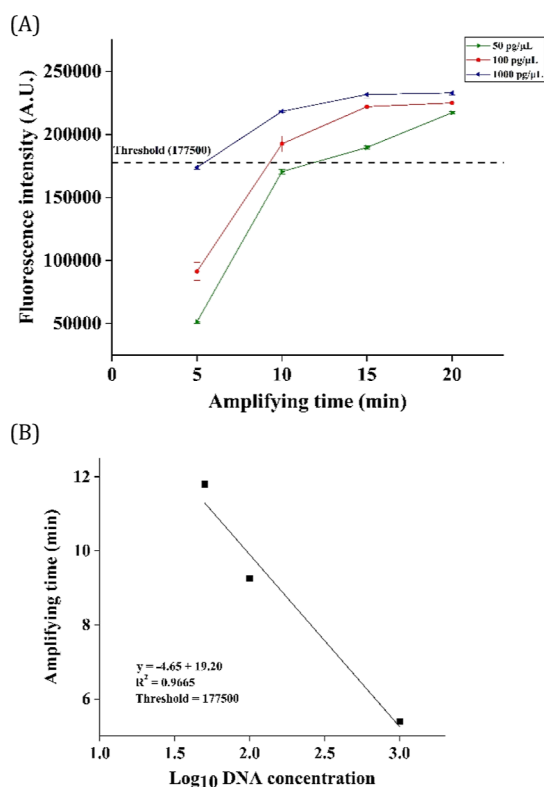 (A)
50 pg/μL
100 pg/μL
1000 pg/μL
Fluorescence intensity (A.U.)
250000
200000
150000
100000
50000
Threshold (177500)
0 5 10 15 20
Amplifying time (min)
(B)
Amplifying time (min)
12
10
8
6
y = -4.65 + 19.20
R² = 0.9665
Threshold = 177500
1.0 1.5 2.0 2.5 3.0
Log₁₀ DNA concentration